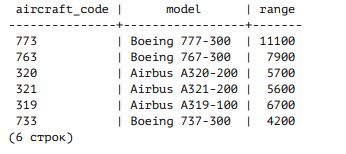 aircraft_code | model | range
---------------+-----------------+-------
773 | Boeing 777-300 | 11100
763 | Boeing 767-300 | 7900
320 | Airbus A320-200 | 5700
321 | Airbus A321-200 | 5600
319 | Airbus A319-100 | 6700
733 | Boeing 737-300 | 4200
(6 строк)